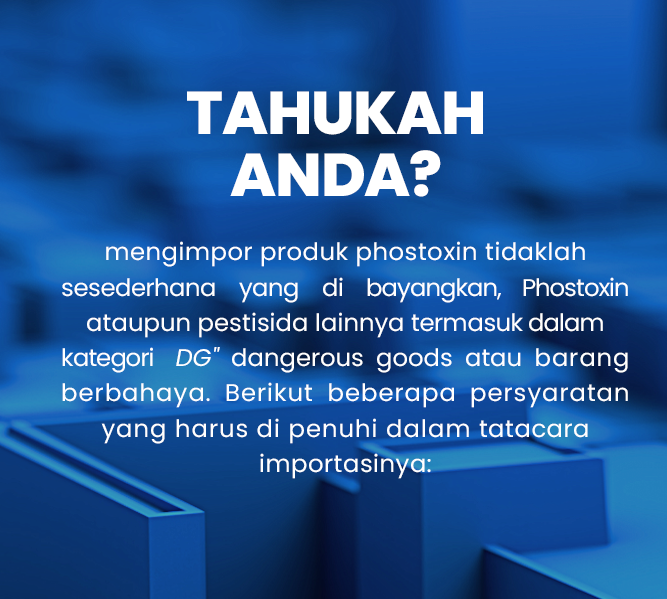 TAHUKAH
ANDA?
mengimpor produk phostoxin tidaklah
sesederhana yang di bayangkan, Phostoxin
ataupun pestisida lainnya termasuk dalam
kategori DG" dangerous goods atau barang
berbahaya. Berikut beberapa persyaratan
yang harus di penuhi dalam tatacara
importasinya: